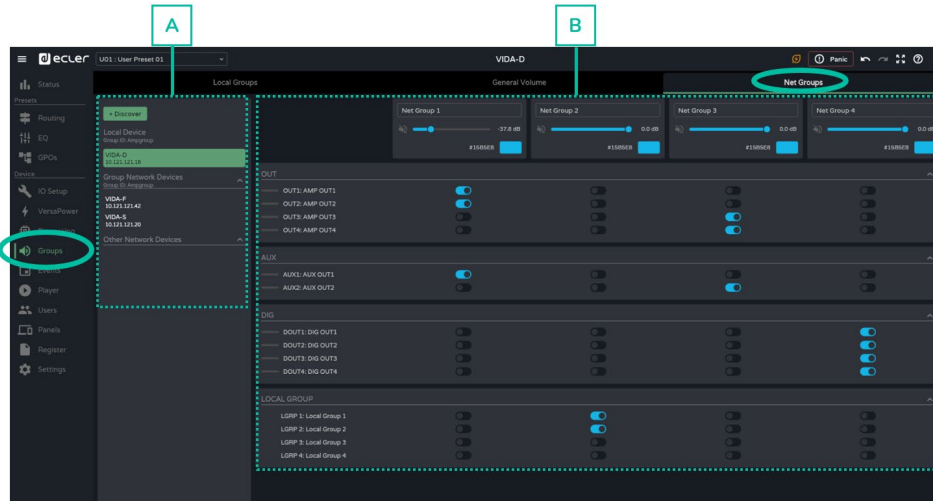 A
B
ecler
U01 : User Preset 01
VIDA-D
Panic
Local Groups
General Volume
Net Groups
Status
Presets
Routing
EQ
GPOs
Device
IO Setup
VersaPower
Groups
Events
Player
Users
Panels
Register
Settings
+ Discover
Local Device
Group ID: Ampgroup
VIDA-D
10.121.121.18
Group Network Devices
Group ID: Ampgroup
VIDA-F
10.121.121.42
VIDA-S
10.121.121.20
Other Network Devices
Net Group 1
Net Group 2
Net Group 3
Net Group 4
-37.8 dB
0.0 dB
0.0 dB
0.0 dB
#15B5E8
#15B5E8
#15B5E8
#15B5E8
OUT
OUT1: AMP OUT1
OUT2: AMP OUT2
OUT3: AMP OUT3
OUT4: AMP OUT4
AUX
AUX1: AUX OUT1
AUX2: AUX OUT2
DIG
DOUT1: DIG OUT1
DOUT2: DIG OUT2
DOUT3: DIG OUT3
DOUT4: DIG OUT4
LOCAL GROUP
LGRP 1: Local Group 1
LGRP 2: Local Group 2
LGRP 3: Local Group 3
LGRP 4: Local Group 4